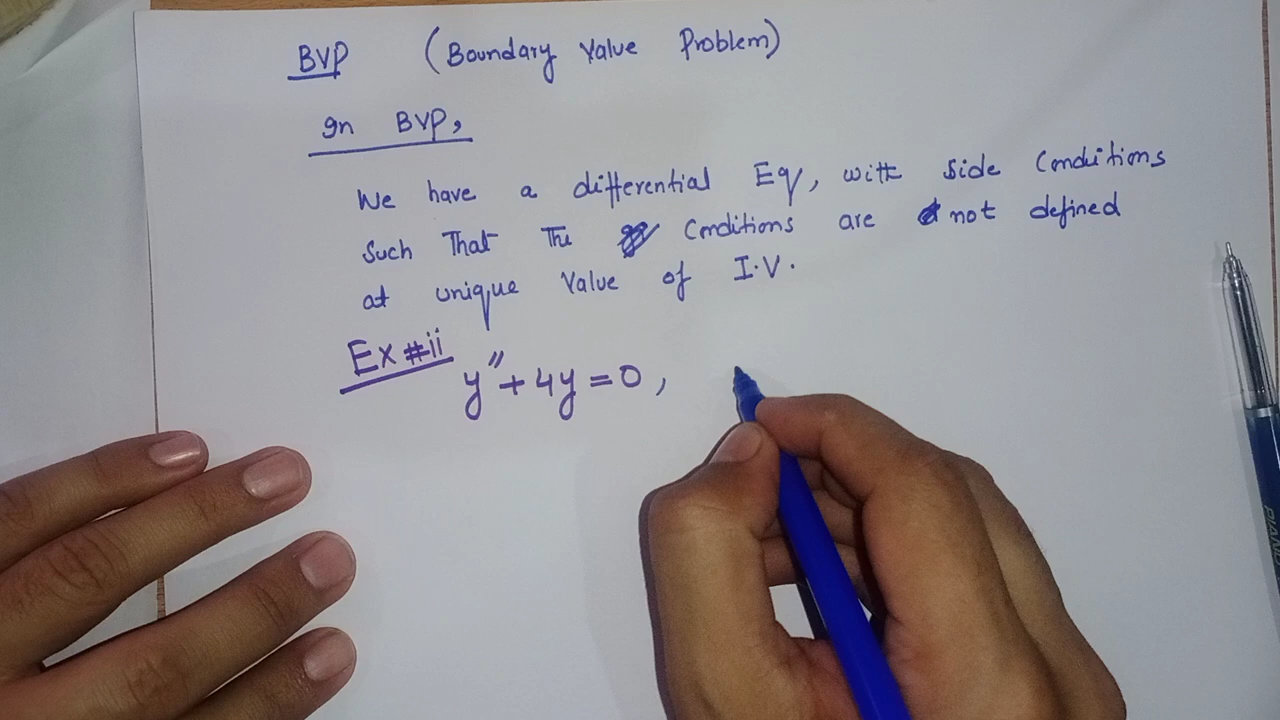 BVP (Boundary Value Problem)
In BVP,
We have a differential Eq, with side Conditions
Such That The Conditions are not defined
at unique Value of I.V.
Ex #ii y'' + 4y = 0,
PIANO